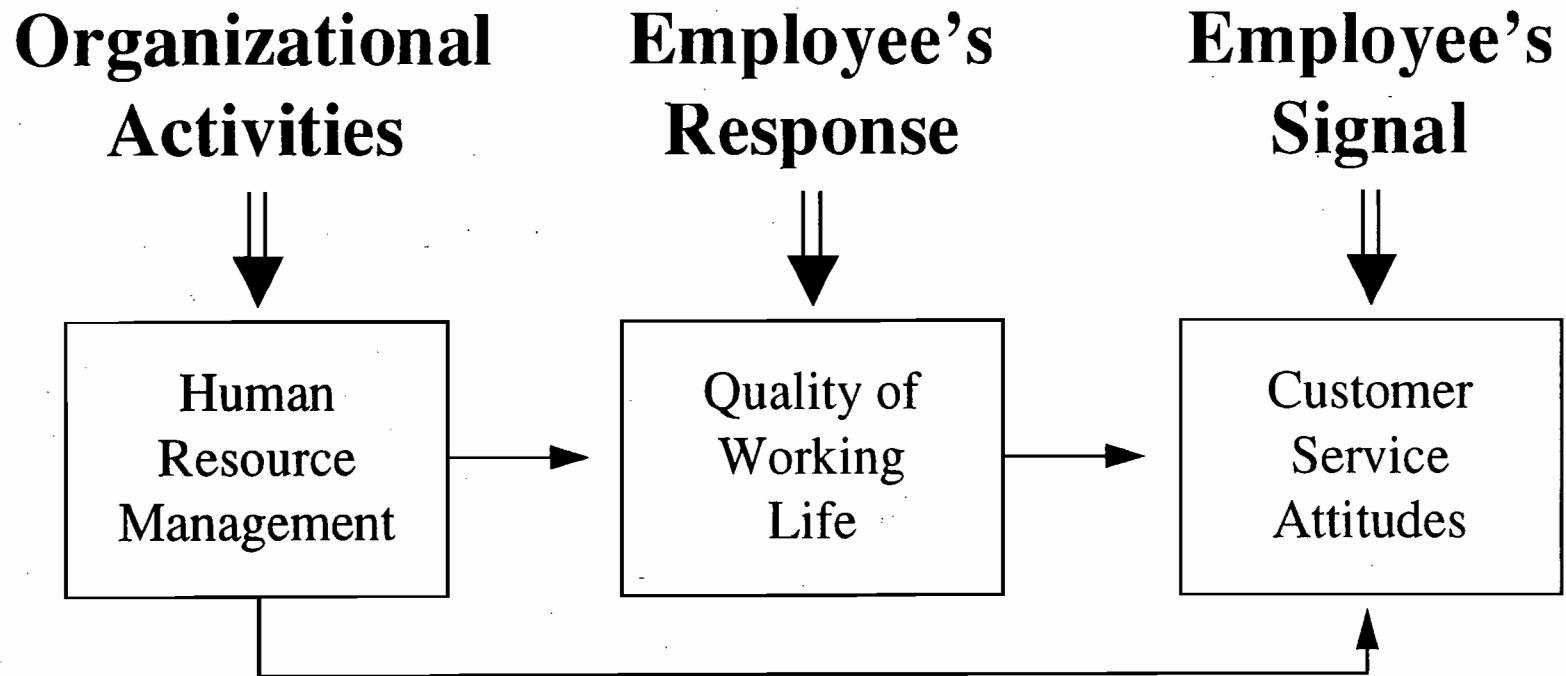 Organizational
Activities
Employee's
Response
Employee's
Signal
Human
Resource
Management
Quality of
Working
Life
Customer
Service
Attitudes